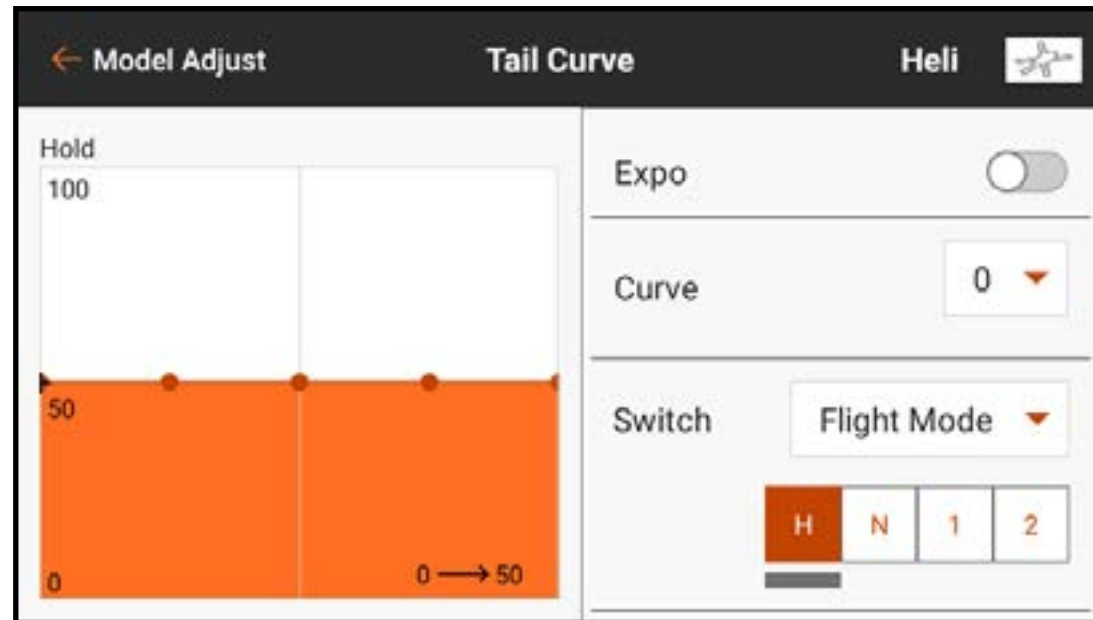 ← Model Adjust Tail Curve Heli
Hold
100
50
0
0 → 50
Expo
Curve 0
Switch Flight Mode
H N 1 2